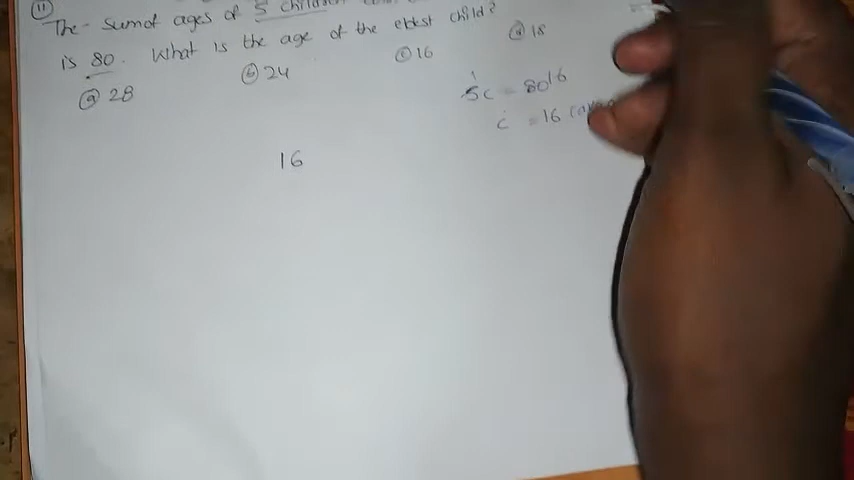 11
The sum of ages of 5 children
is 80. What is the age of the eldest child?
a 28 b 24 c 16 d 18
5c = 80 16
c = 16
16